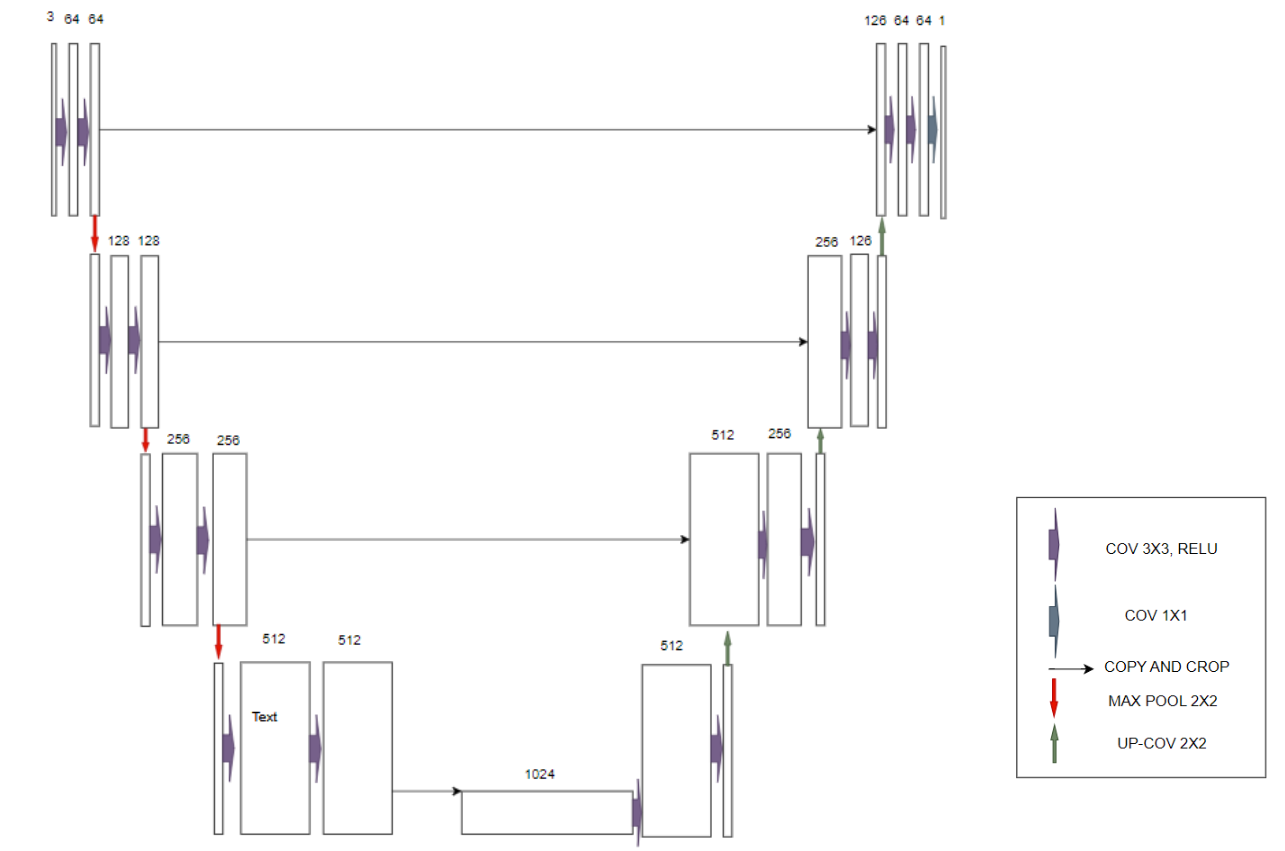 3 64 64
126 64 64 1
128 128
256 126
256 256
512 256
512 512
512
Text
1024
COV 3X3, RELU
COV 1X1
COPY AND CROP
MAX POOL 2X2
UP-COV 2X2